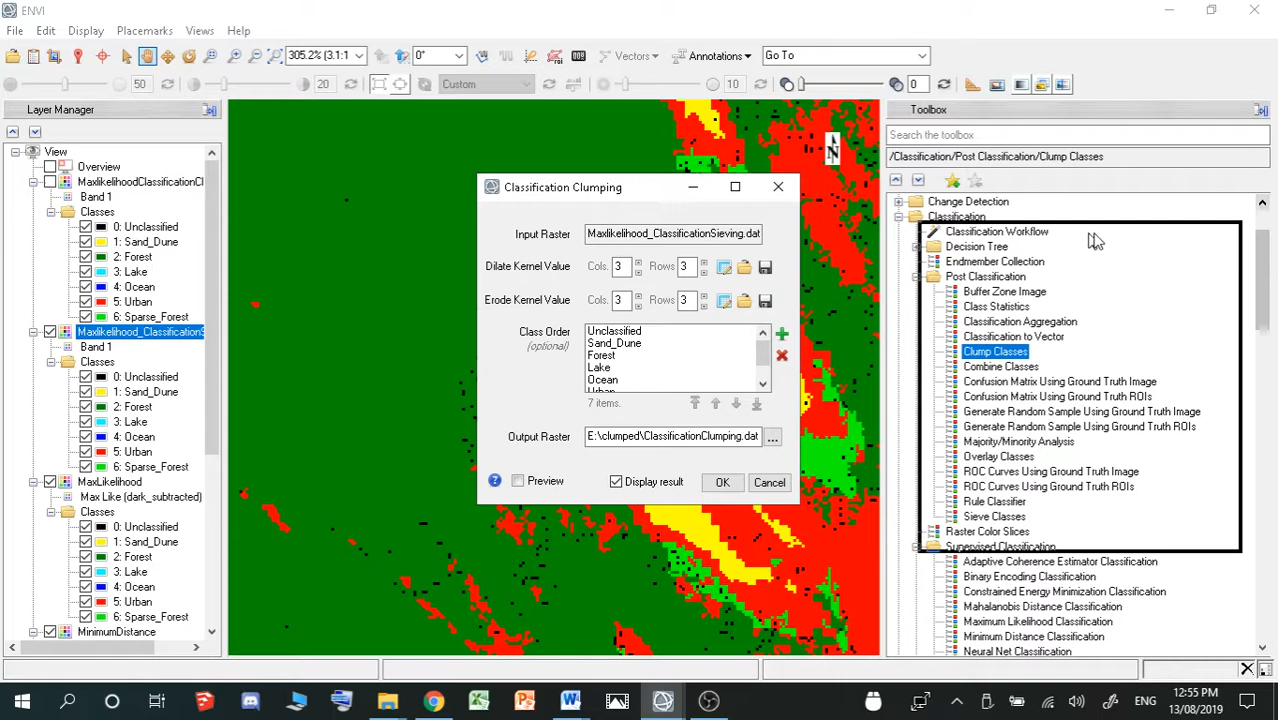 ENVI
File Edit Display Placemarks Views Help
305.2% (3.1:1 0° Vectors Annotations Go To
50 20 Custom 10 0
Layer Manager
View
Overview
MaxlikelihoodClassificationCl
Band 1
Classes
0: Unclassified
1: Sand_Dune
2: Forest
3: Lake
4: Ocean
5: Urban
6: Sparse_Forest
Maxlikelihood_ClassificationS
Band 1
Classes
0: Unclassified
1: Sand_Dune
2: Forest
3: Lake
4: Ocean
5: Urban
6: Sparse_Forest
MaxLikelihood
Max Like (drk_subtracted)
Classes
0: Unclassified
1: Sand_Dune
2: Forest
3: Lake
4: Ocean
5: Urban
6: Sparse_Forest
MinimumDistance
N
Classification Clumping
Input Raster Maxlikelihood_ClassificationSieving.dat
Dilate Kernel Value Cols. 3 Rows 3
Erode Kernel Value Cols. 3 Rows 3
Class Order
(optional)
Unclassified
Sand_Dune
Forest
Lake
Ocean
Urban
7 items.
Output Raster E:\clumped\ClassificationClumping.dat ...
Preview Display result OK Cancel
Toolbox
Search the toolbox
/Classification/Post Classification/Clump Classes
Change Detection
Classification
Classification Workflow
Decision Tree
Endmember Collection
Post Classification
Buffer Zone Image
Class Statistics
Classification Aggregation
Classification to Vector
Clump Classes
Combine Classes
Confusion Matrix Using Ground Truth Image
Confusion Matrix Using Ground Truth ROIs
Generate Random Sample Using Ground Truth Image
Generate Random Sample Using Ground Truth ROIs
Majority/Minority Analysis
Overlay Classes
ROC Curves Using Ground Truth Image
ROC Curves Using Ground Truth ROIs
Rule Classifier
Sieve Classes
Raster Color Slices
Supervised Classification
Adaptive Coherence Estimator Classification
Binary Encoding Classification
Constrained Energy Minimization Classification
Mahalanobis Distance Classification
Maximum Likelihood Classification
Minimum Distance Classification
Neural Net Classification
ENG
12:55 PM
13/08/2019